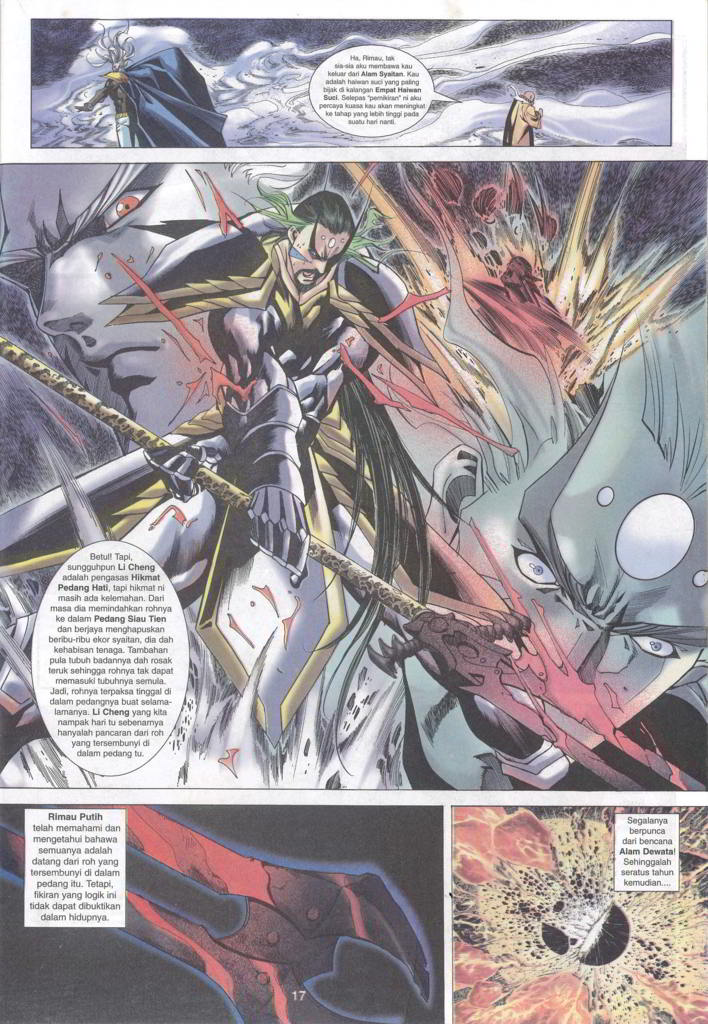 Ha, Rimau, tak
sia-sia aku membawa kau
keluar dari Alam Syaitan. Kau
adalah haiwan suci yang paling
bijak di kalangan Empat Haiwan
Suci. Selepas "pernikiran" ni aku
percaya kuasa kau akan meningkat
ke tahap yang lebih tinggi pada
suatu hari nanti.
Betul! Tapi,
sungguhpun Li Cheng
adalah pengasas Hikmat
Pedang Hati, tapi hikmat ni
masih ada kelemahan. Dari
masa dia memindahkan rohnya
ke dalam Pedang Siau Tien
dan berjaya menghapuskan
beribu-ribu ekor syaitan, dia dah
kehabisan tenaga. Tambahan
pula tubuh badannya dah rosak
teruk sehingga rohnya tak dapat
memasuki tubuhnya semula.
Jadi, rohnya terpaksa tinggal di
dalam pedangnya buat selama-
lamanya. Li Cheng yang kita
nampak hari tu sebenarnya
hanyalah pancaran dari roh
yang tersembunyi di
dalam pedang tu.
Rimau Putih
telah memahami dan
mengetahui bahawa
semuanya adalah
datang dari roh yang
tersembunyi di dalam
pedang itu. Tetapi,
fikiran yang logik ini
tidak dapat dibuktikan
dalam hidupnya.
Segalanya
berpunca
dari bencana
Alam Dewata!
Sehinggalah
seratus tahun
kemudian....
17